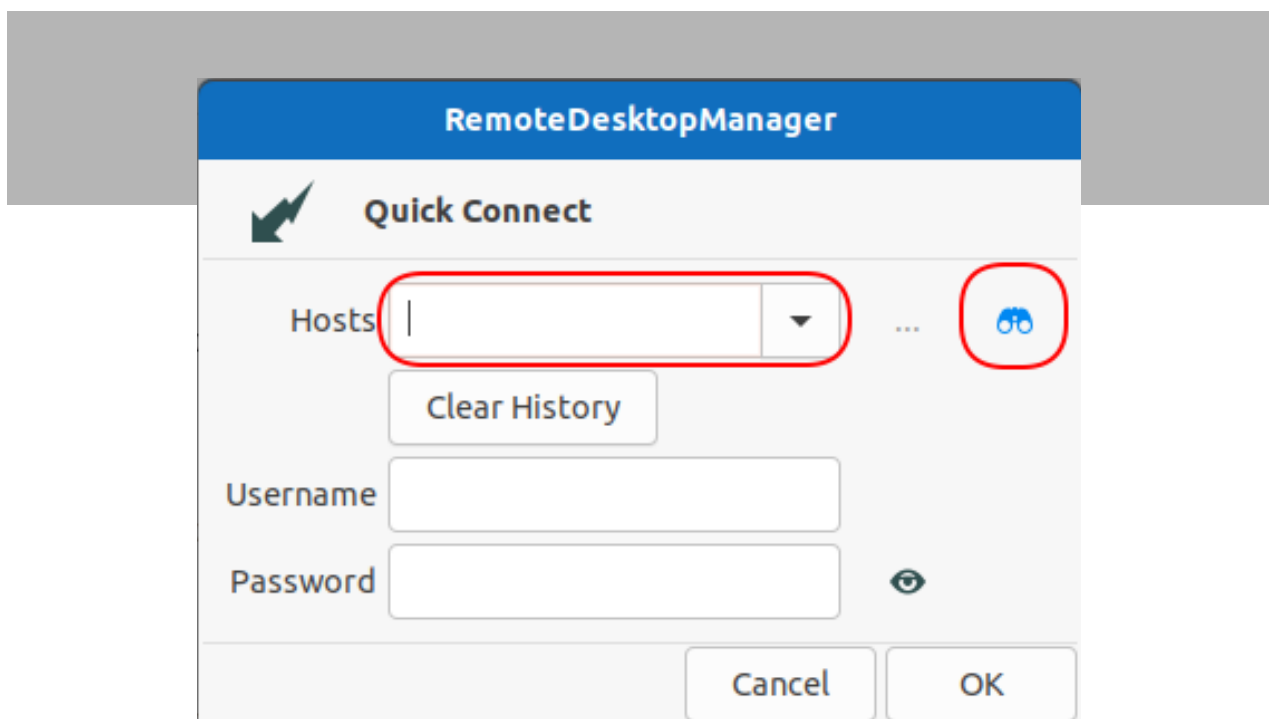 RemoteDesktopManager
Quick Connect
Hosts ...
Clear History
Username
Password
Cancel OK